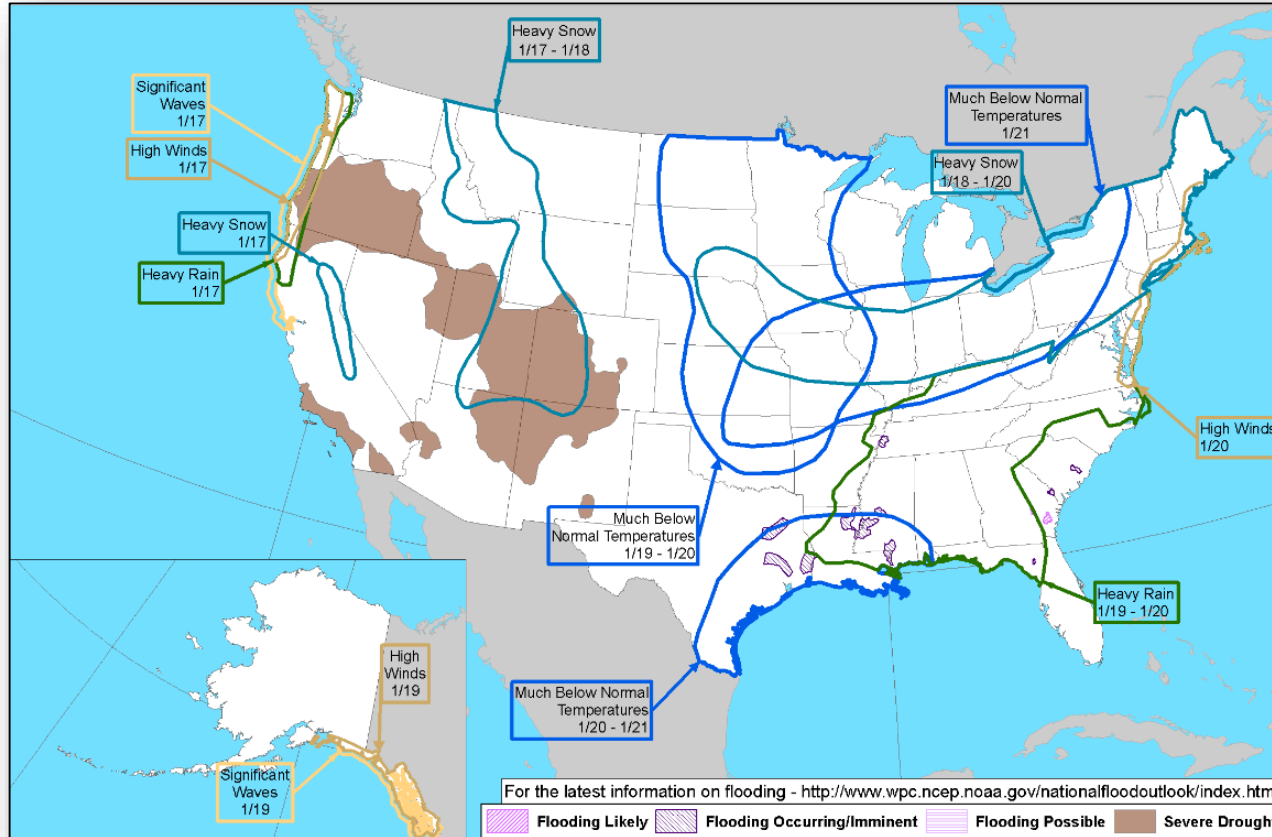 Heavy Snow
1/17 - 1/18
Significant
Waves
1/17
High Winds
1/17
Heavy Snow
1/17
Heavy Rain
1/17
Much Below Normal
Temperatures
1/21
Heavy Snow
1/18 - 1/20
High Winds
1/20
Much Below
Normal Temperatures
1/19 - 1/20
Heavy Rain
1/19 - 1/20
Much Below Normal
Temperatures
1/20 - 1/21
High
Winds
1/19
Significant
Waves
1/19
For the latest information on flooding - http://www.wpc.ncep.noaa.gov/nationalfloodoutlook/index.htm
Flooding Likely Flooding Occurring/Imminent Flooding Possible Severe Drought